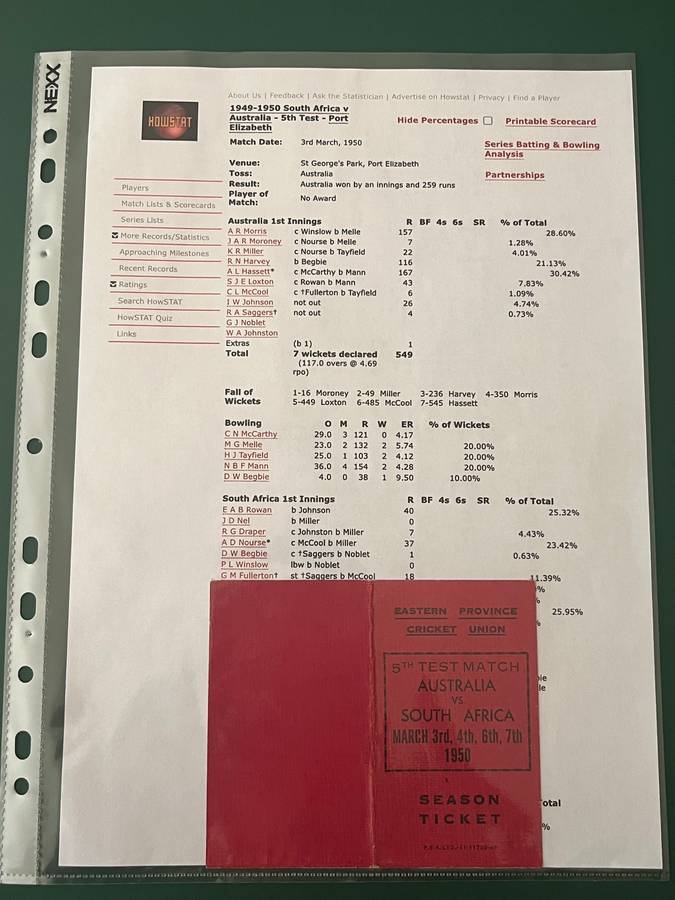 NEXX
About Us | Feedback | Ask the Statistician | Advertise on Howstat | Privacy | Find a Player
HOWSTAT
1949-1950 South Africa v
Australia - 5th Test - Port
Elizabeth
Hide Percentages Printable Scorecard
Match Date: 3rd March, 1950
Series Batting & Bowling
Analysis
Venue: St George's Park, Port Elizabeth
Toss: Australia
Partnerships
Result: Australia won by an innings and 259 runs
Player of
Match: No Award
Players
Match Lists & Scorecards
Series Lists
More Records/Statistics
Approaching Milestones
Recent Records
Ratings
Search HowSTAT
HowSTAT Quiz
Links
Australia 1st Innings R BF 4s 6s SR % of Total
A R Morris c Winslow b Melle 157 28.60%
J A R Moroney c Nourse b Melle 7 1.28%
K R Miller c Nourse b Tayfield 22 4.01%
R N Harvey b Begbie 116 21.13%
A L Hassett* c McCarthy b Mann 167 30.42%
S J E Loxton c Rowan b Mann 43 7.83%
C L McCool c †Fullerton b Tayfield 6 1.09%
I W Johnson not out 26 4.74%
R A Saggers† not out 4 0.73%
G J Noblet
W A Johnston
Extras (b 1) 1
Total 7 wickets declared 549
(117.0 overs @ 4.69
rpo)
Fall of 1-16 Moroney 2-49 Miller 3-236 Harvey 4-350 Morris
Wickets 5-449 Loxton 6-485 McCool 7-545 Hassett
Bowling O M R W ER % of Wickets
C N McCarthy 29.0 3 121 0 4.17
M G Melle 23.0 2 132 2 5.74 20.00%
H J Tayfield 25.0 1 103 2 4.12 20.00%
N B F Mann 36.0 4 154 2 4.28 20.00%
D W Begbie 4.0 0 38 1 9.50 10.00%
South Africa 1st Innings R BF 4s 6s SR % of Total
E A B Rowan b Johnson 40 25.32%
J D Nel b Miller 0
R G Draper c Johnston b Miller 7 4.43%
A D Nourse* c McCool b Miller 37 23.42%
D W Begbie c †Saggers b Noblet 1 0.63%
P L Winslow lbw b Noblet 0
G M Fullerton† st †Saggers b McCool 18 11.39%
%
%
25.95%
%
EASTERN PROVINCE
CRICKET UNION
5TH TEST MATCH
AUSTRALIA
VS
SOUTH AFRICA
MARCH 3rd, 4th, 6th, 7th
1950
SEASON
TICKET
bie
le
otal
%